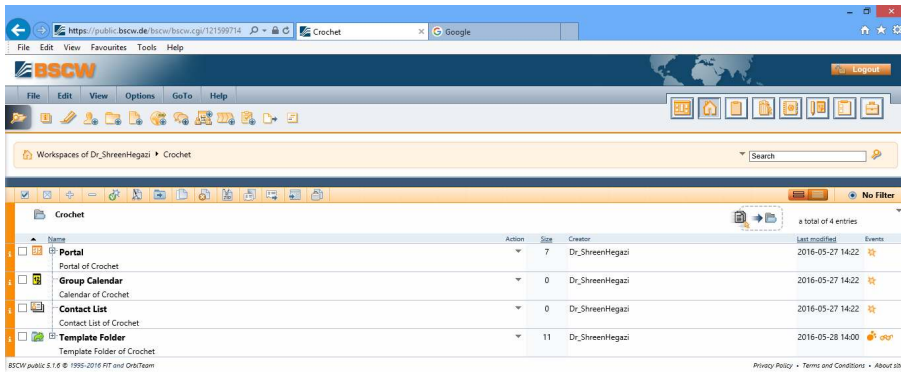 https://public.bscw.de/bscw/bscw.cgi/121599714 Crochet × Google
File Edit View Favourites Tools Help
BSCW
Logout
File Edit View Options GoTo Help
Workspaces of Dr_ShreenHegazi Crochet Search
No Filter
Crochet a total of 4 entries
Name Action Size Creator Last modified Events
Portal 7 Dr_ShreenHegazi 2016-05-27 14:22
Portal of Crochet
Group Calendar 0 Dr_ShreenHegazi 2016-05-27 14:22
Calendar of Crochet
Contact List 0 Dr_ShreenHegazi 2016-05-27 14:22
Contact List of Crochet
Template Folder 11 Dr_ShreenHegazi 2016-05-28 14:00
Template Folder of Crochet
BSCW public 5.1.6 © 1995-2016 FIT and OrbiTeam Privacy Policy • Terms and Conditions • About